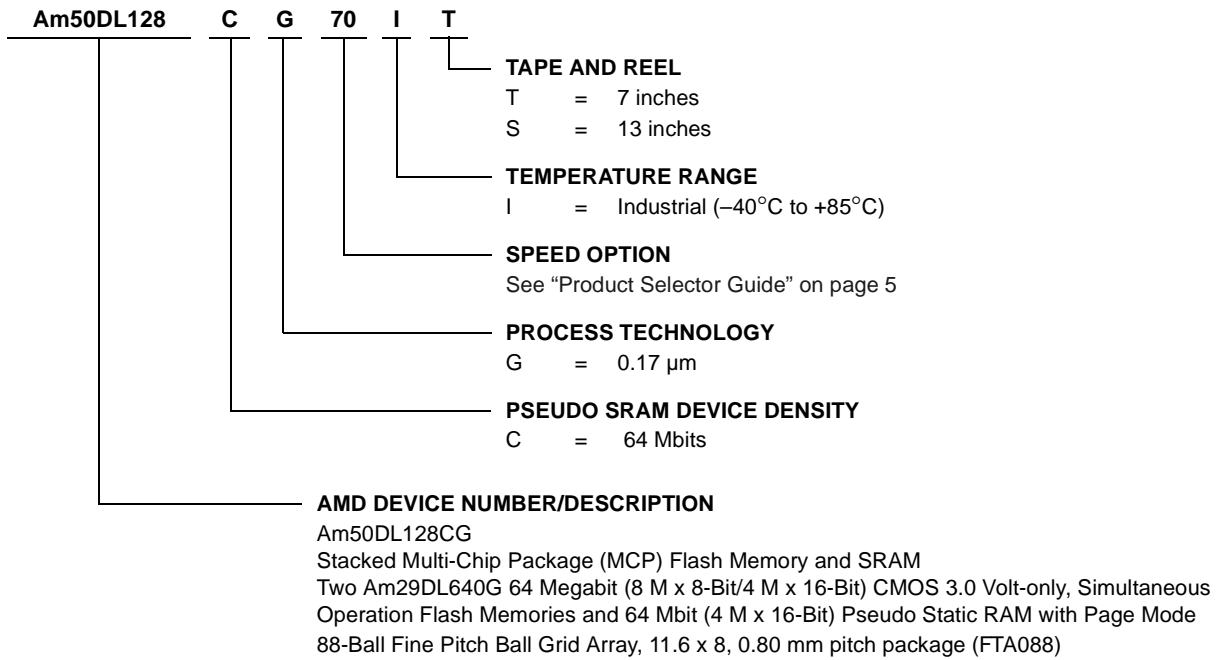 Am50DL128 C G 70 I T
TAPE AND REEL
T = 7 inches
S = 13 inches
TEMPERATURE RANGE
I = Industrial (–40°C to +85°C)
SPEED OPTION
See “Product Selector Guide” on page 5
PROCESS TECHNOLOGY
G = 0.17 µm
PSEUDO SRAM DEVICE DENSITY
C = 64 Mbits
AMD DEVICE NUMBER/DESCRIPTION
Am50DL128CG
Stacked Multi-Chip Package (MCP) Flash Memory and SRAM
Two Am29DL640G 64 Megabit (8 M x 8-Bit/4 M x 16-Bit) CMOS 3.0 Volt-only, Simultaneous
Operation Flash Memories and 64 Mbit (4 M x 16-Bit) Pseudo Static RAM with Page Mode
88-Ball Fine Pitch Ball Grid Array, 11.6 x 8, 0.80 mm pitch package (FTA088)